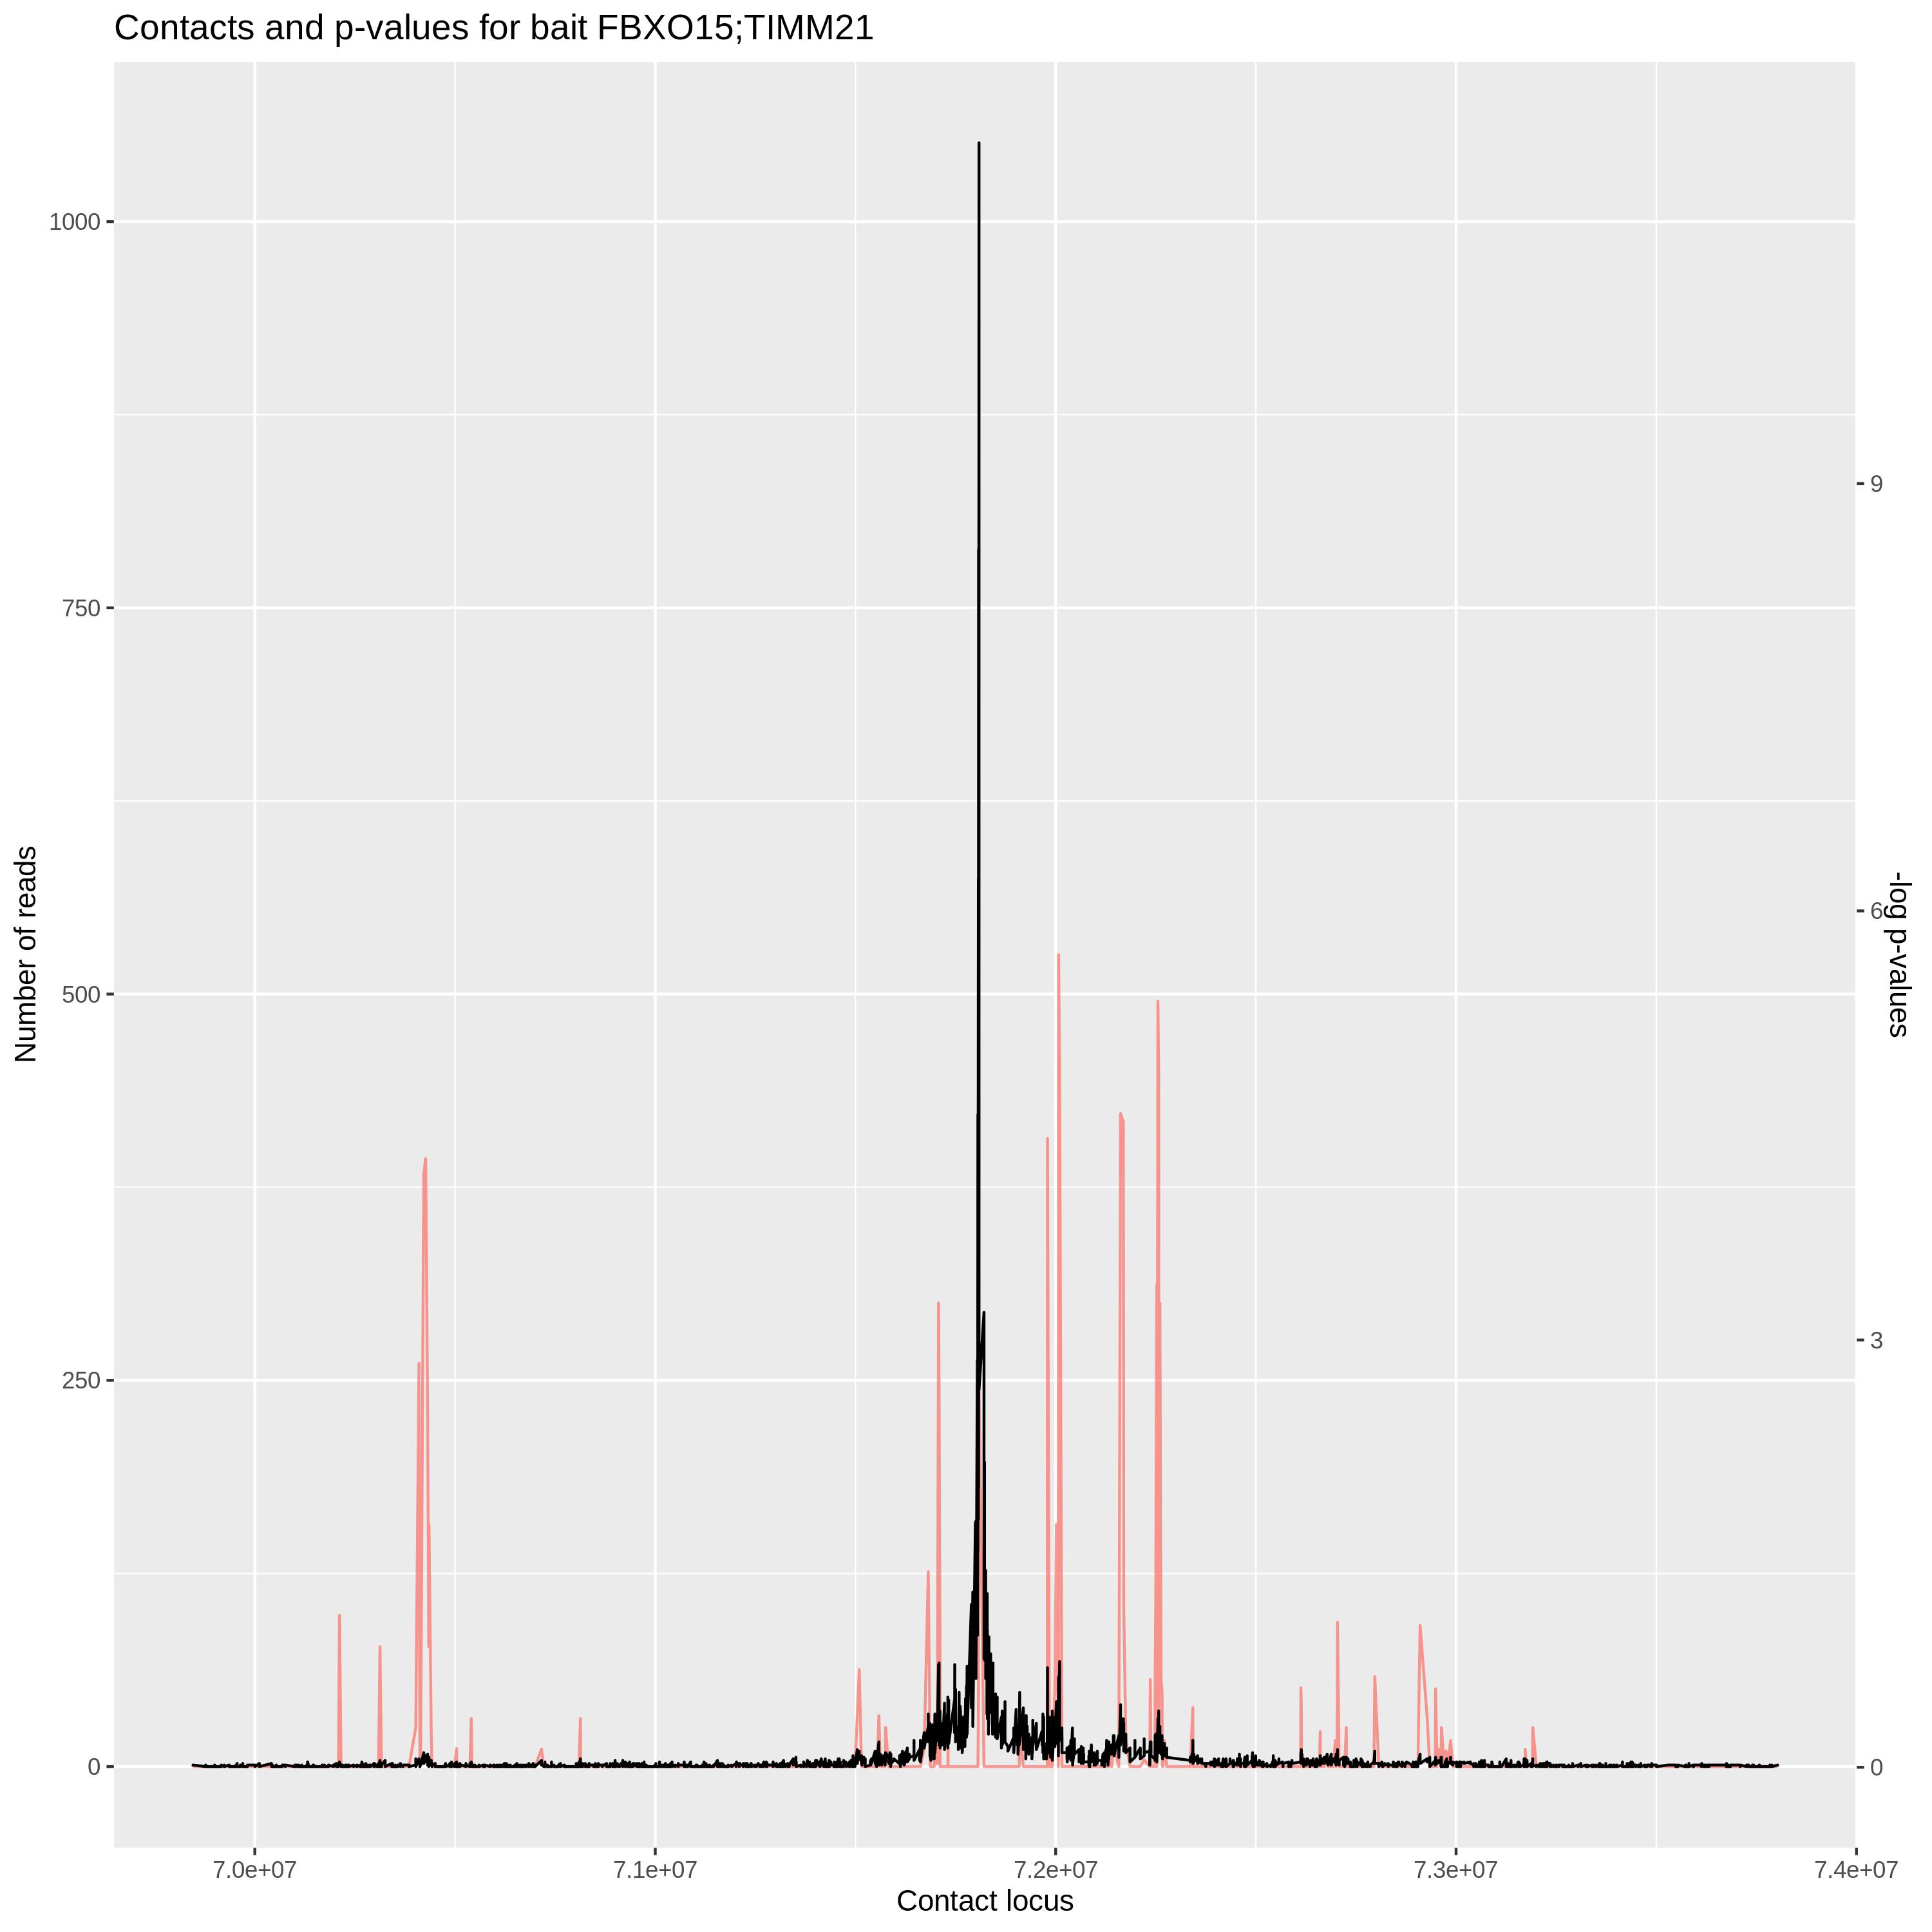 Contacts and p-values for bait FBXO15;TIMM21
1000
750
500
250
0
Number of reads
9
6
3
0
-log p-values
7.0e+07 7.1e+07 7.2e+07 7.3e+07 7.4e+07
Contact locus